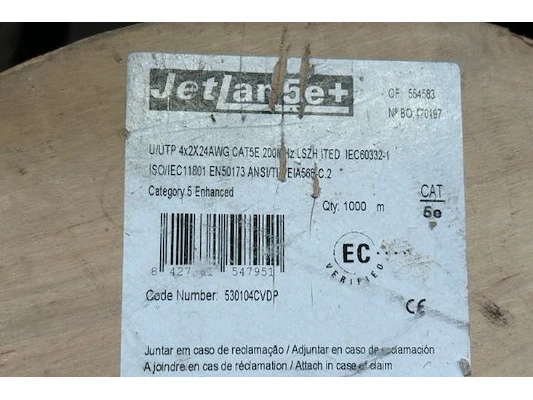 JetLan 5e+
OF 554583
Nº BO: 470197
U/UTP 4x2X24AWG CAT5E 200MHz LSZH ITED IEC60332-1
ISO/IEC11801 EN50173 ANSI/TIA/EIA568-C.2
Category 5 Enhanced
Qty: 1000 m
CAT
5e
EC
VERIFIED
8 427 547951
Code Number: 530104CVDP
CE
Juntar em caso de reclamação / Adjuntar en caso de reclamación
A joindre en cas de réclamation / Attach in case of claim